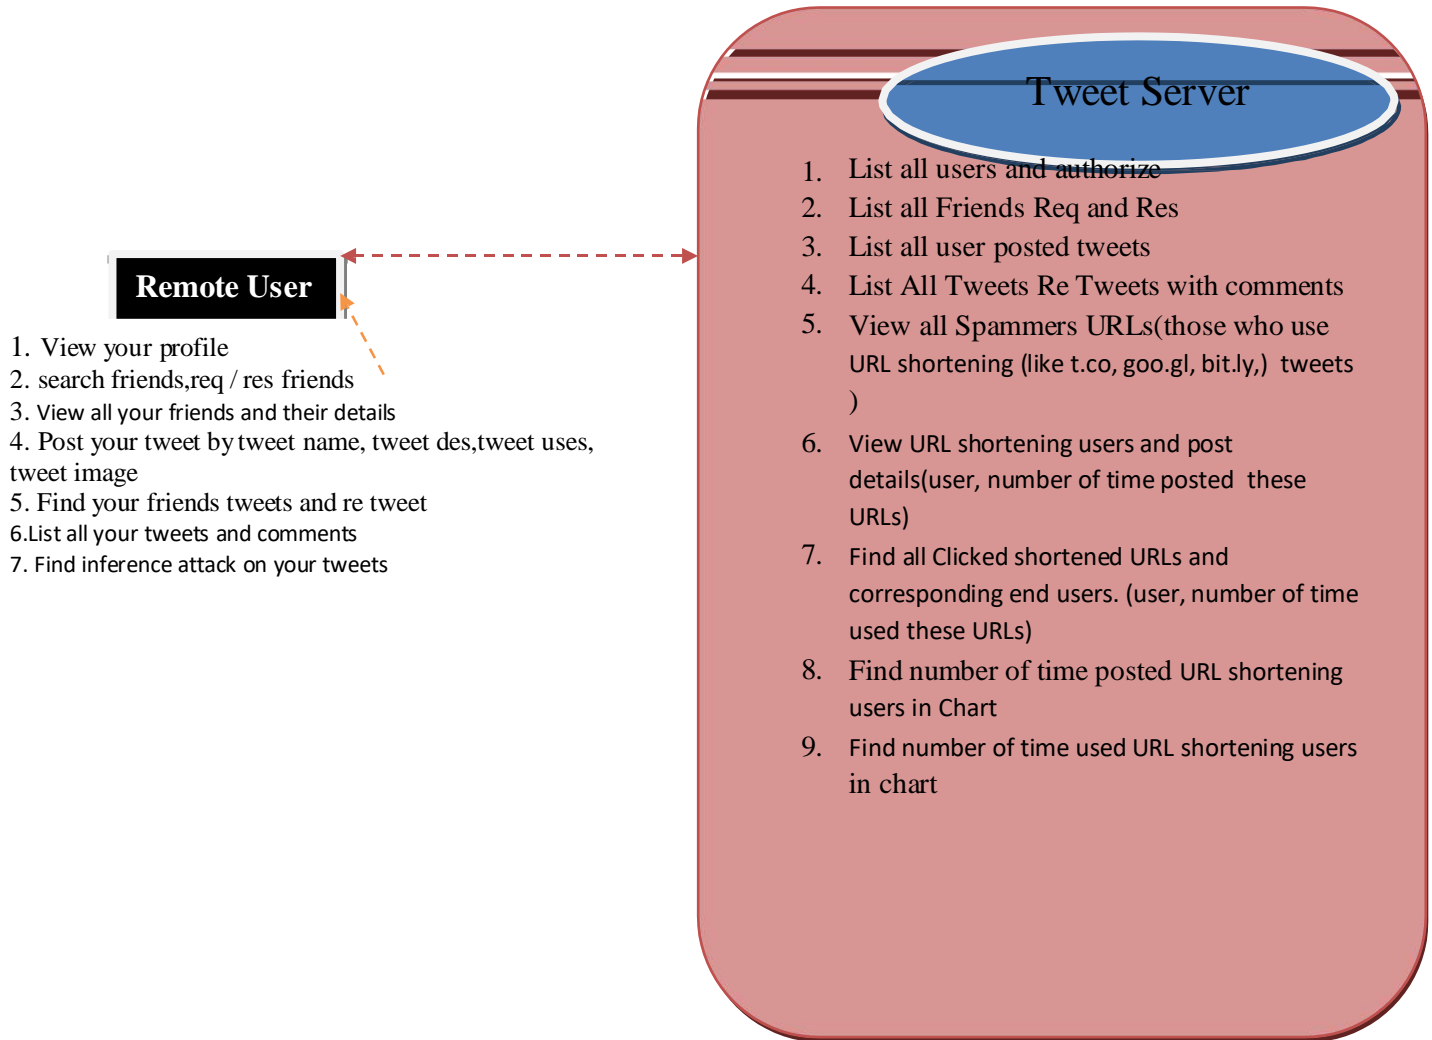 Remote User
1. View your profile
2. search friends,req / res friends
3. View all your friends and their details
4. Post your tweet by tweet name, tweet des,tweet uses,
tweet image
5. Find your friends tweets and re tweet
6.List all your tweets and comments
7. Find inference attack on your tweets
Tweet Server
1. List all users and authorize
2. List all Friends Req and Res
3. List all user posted tweets
4. List All Tweets Re Tweets with comments
5. View all Spammers URLs(those who use
URL shortening (like t.co, goo.gl, bit.ly,) tweets
)
6. View URL shortening users and post
details(user, number of time posted these
URLs)
7. Find all Clicked shortened URLs and
corresponding end users. (user, number of time
used these URLs)
8. Find number of time posted URL shortening
users in Chart
9. Find number of time used URL shortening users
in chart